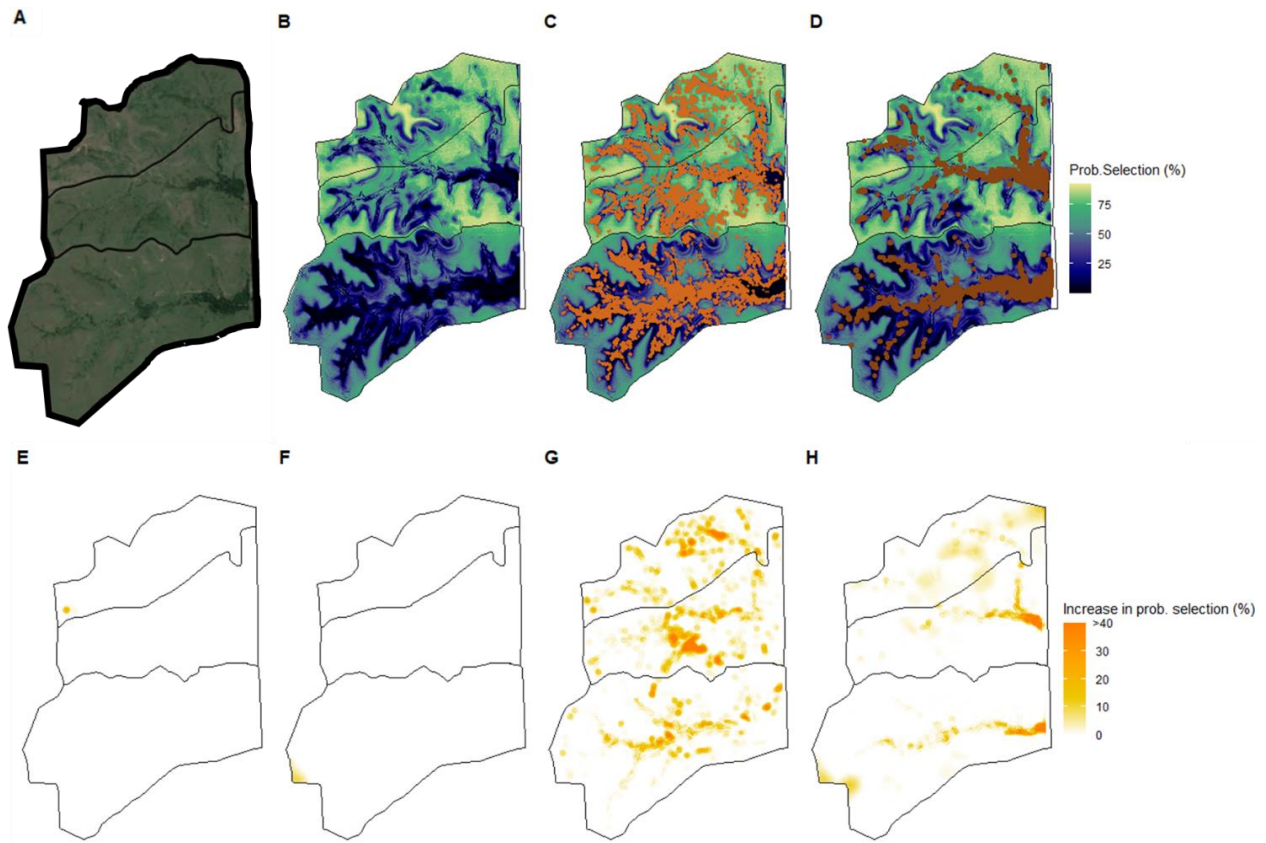 A
B
C
D
Prob.Selection (%)
75
50
25
E
F
G
H
Increase in prob. selection (%)
>40
30
20
10
0